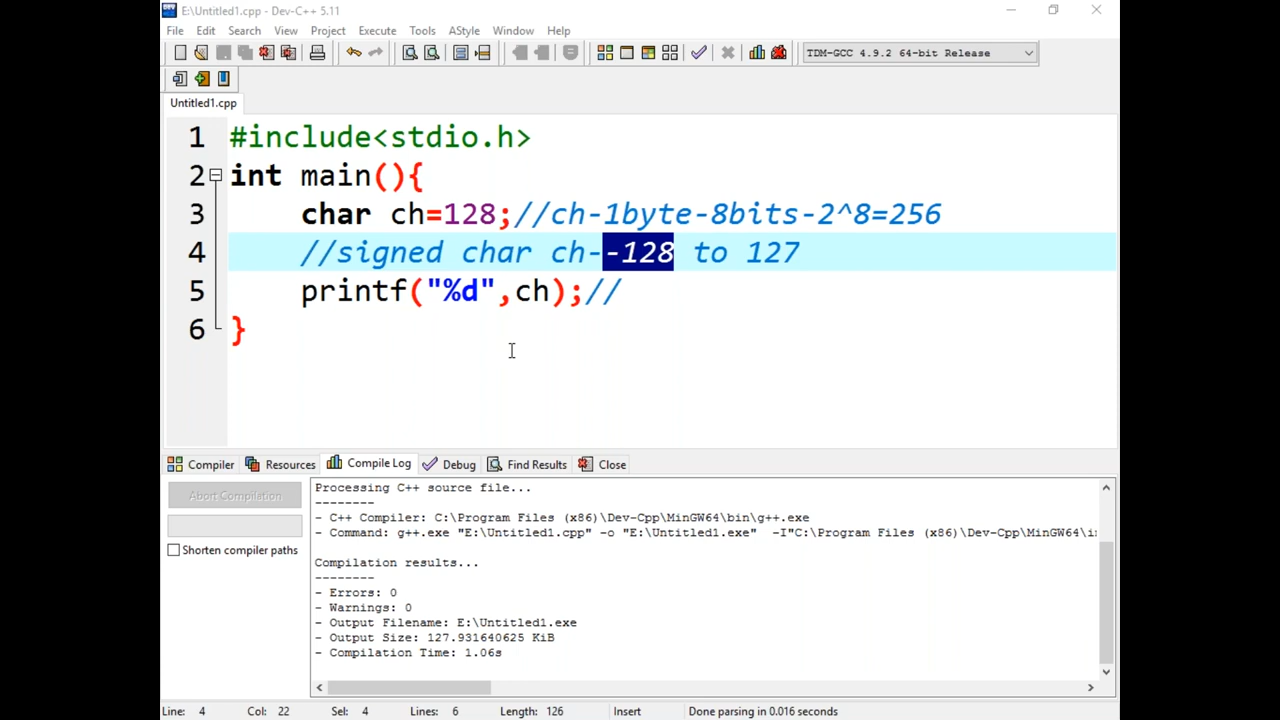 E:\Untitled1.cpp - Dev-C++ 5.11
File Edit Search View Project Execute Tools AStyle Window Help
TDM-GCC 4.9.2 64-bit Release
Untitled1.cpp
1 #include<stdio.h>
2 int main(){
3 char ch=128;//ch-1byte-8bits-2^8=256
4 //signed char ch--128 to 127
5 printf("%d",ch);//
6 }
Compiler Resources Compile Log Debug Find Results Close
Abort Compilation
Shorten compiler paths
Processing C++ source file...
--------
- C++ Compiler: C:\Program Files (x86)\Dev-Cpp\MinGW64\bin\g++.exe
- Command: g++.exe "E:\Untitled1.cpp" -o "E:\Untitled1.exe" -I"C:\Program Files (x86)\Dev-Cpp\MinGW64\i
Compilation results...
--------
- Errors: 0
- Warnings: 0
- Output Filename: E:\Untitled1.exe
- Output Size: 127.931640625 KiB
- Compilation Time: 1.06s
Line: 4 Col: 22 Sel: 4 Lines: 6 Length: 126 Insert Done parsing in 0.016 seconds